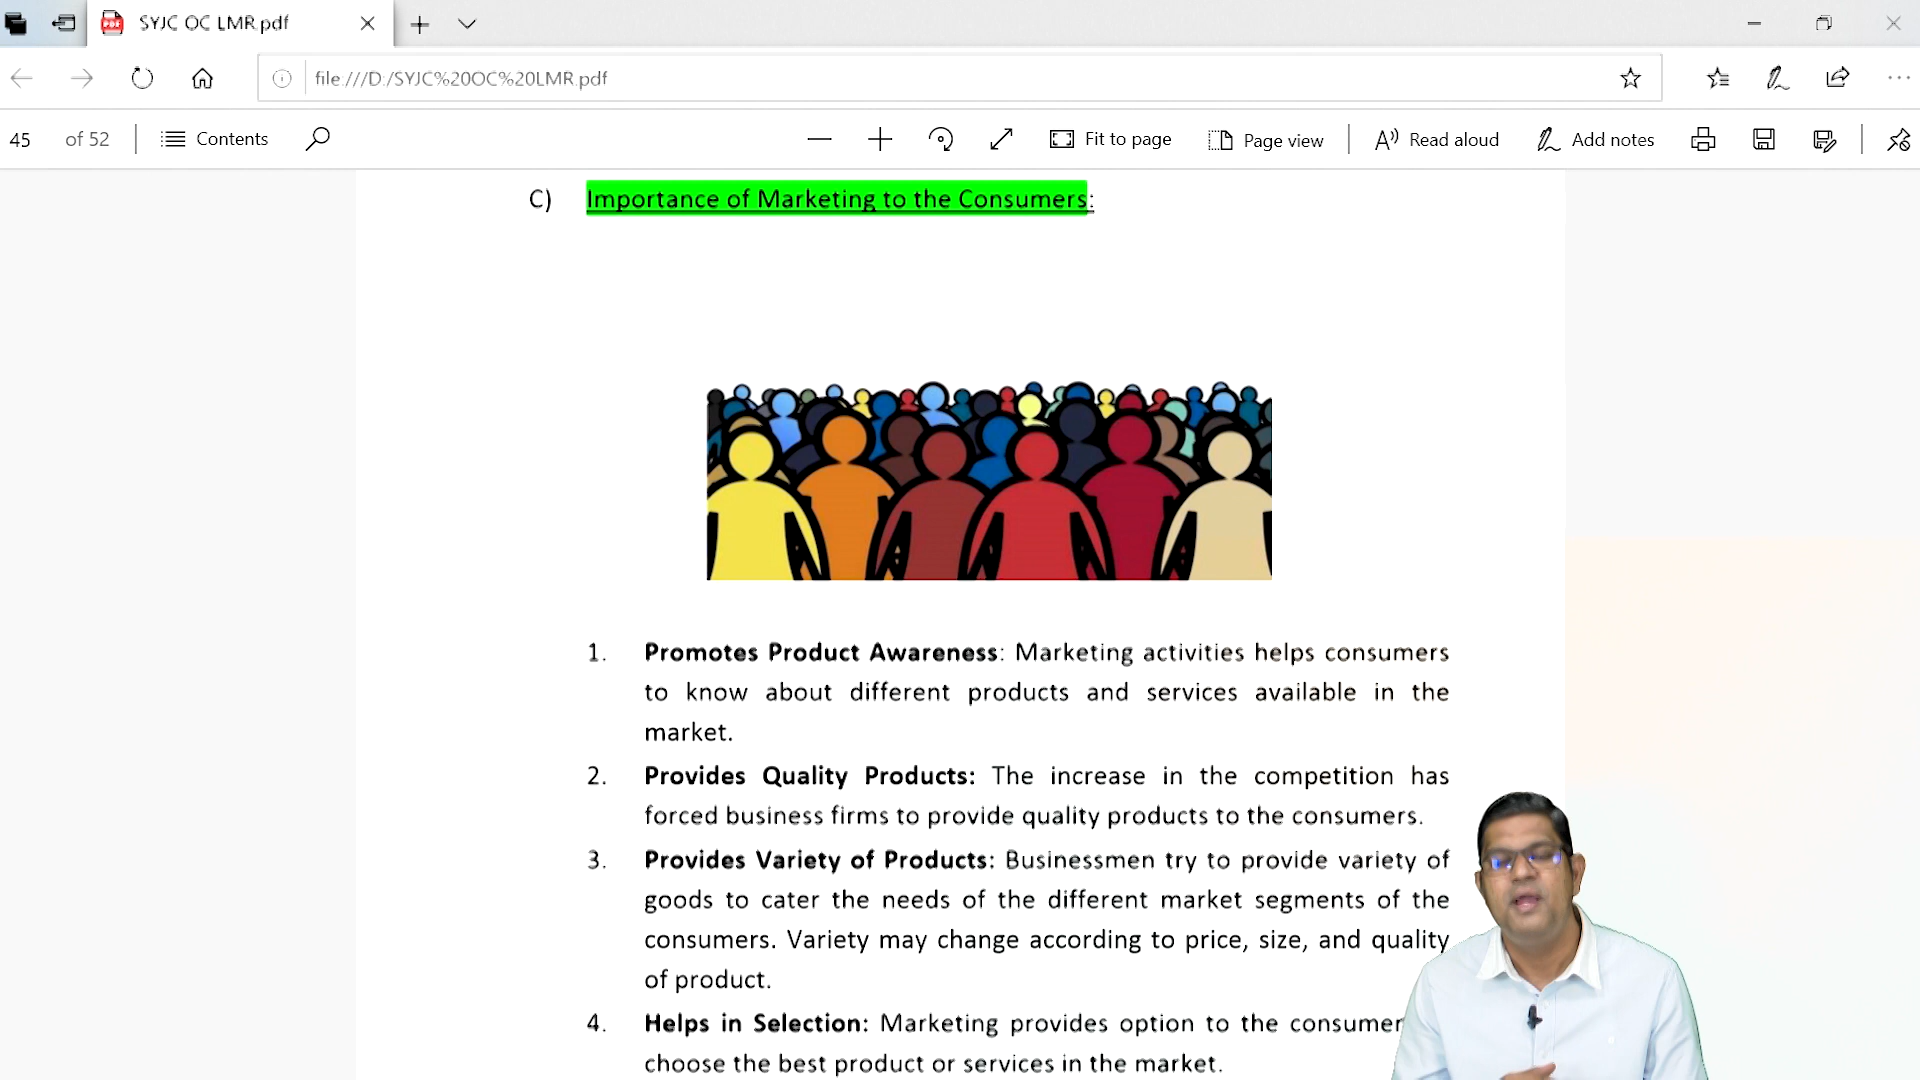 SYJC OC LMR.pdf
file:///D:/SYJC%20OC%20LMR.pdf
45 of 52 Contents Fit to page Page view Read aloud Add notes
C) Importance of Marketing to the Consumers:
1. Promotes Product Awareness: Marketing activities helps consumers
to know about different products and services available in the
market.
2. Provides Quality Products: The increase in the competition has
forced business firms to provide quality products to the consumers.
3. Provides Variety of Products: Businessmen try to provide variety of
goods to cater the needs of the different market segments of the
consumers. Variety may change according to price, size, and quality
of product.
4. Helps in Selection: Marketing provides option to the consumer
choose the best product or services in the market.